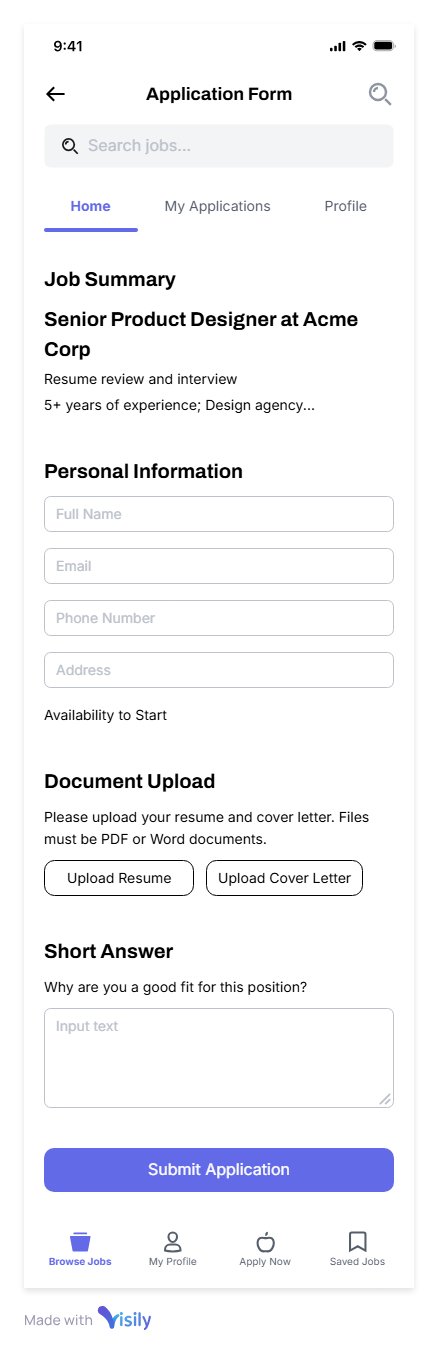 9:41
Application Form
Search jobs...
Home My Applications Profile
Job Summary
Senior Product Designer at Acme
Corp
Resume review and interview
5+ years of experience; Design agency...
Personal Information
Full Name
Email
Phone Number
Address
Availability to Start
Document Upload
Please upload your resume and cover letter. Files
must be PDF or Word documents.
Upload Resume Upload Cover Letter
Short Answer
Why are you a good fit for this position?
Input text
Submit Application
Browse Jobs My Profile Apply Now Saved Jobs
Made with Visily